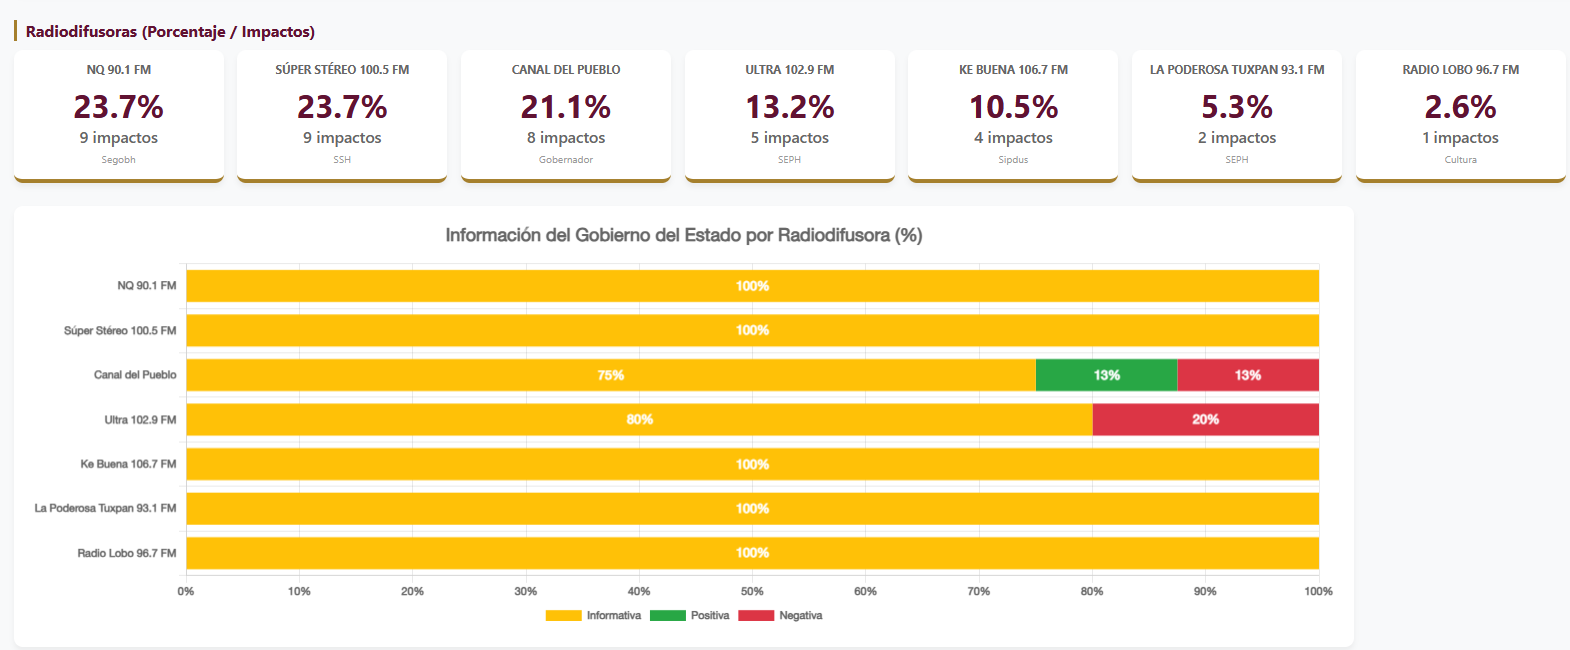 Radiodifusoras (Porcentaje / Impactos)
NQ 90.1 FM
23.7%
9 impactos
Segobh
SÚPER STÉREO 100.5 FM
23.7%
9 impactos
SSH
CANAL DEL PUEBLO
21.1%
8 impactos
Gobernador
ULTRA 102.9 FM
13.2%
5 impactos
SEPH
KE BUENA 106.7 FM
10.5%
4 impactos
Sipdus
LA PODEROSA TUXPAN 93.1 FM
5.3%
2 impactos
SEPH
RADIO LOBO 96.7 FM
2.6%
1 impactos
Cultura
Información del Gobierno del Estado por Radiodifusora (%)
NQ 90.1 FM 100%
Súper Stéreo 100.5 FM 100%
Canal del Pueblo 75% 13% 13%
Ultra 102.9 FM 80% 20%
Ke Buena 106.7 FM 100%
La Poderosa Tuxpan 93.1 FM 100%
Radio Lobo 96.7 FM 100%
0% 10% 20% 30% 40% 50% 60% 70% 80% 90% 100%
Informativa Positiva Negativa